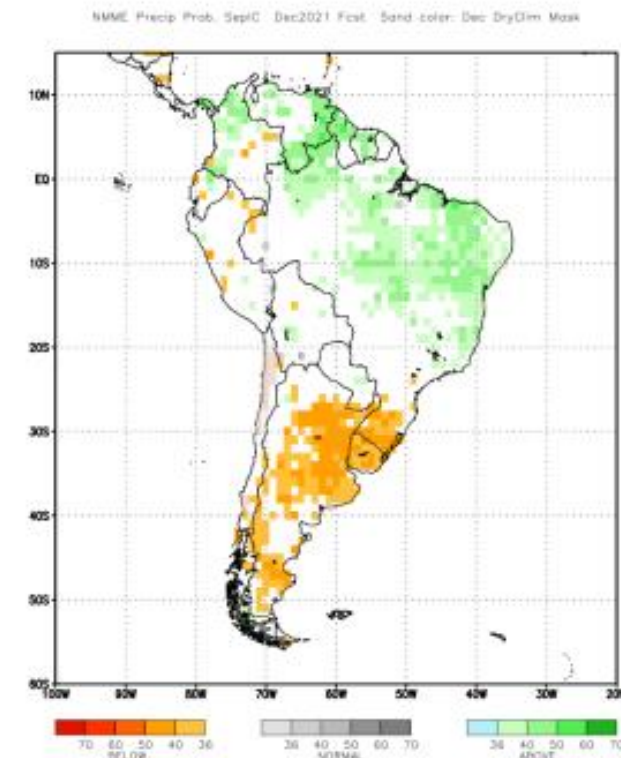 NMME Precip Prob. SepIC Dec2021 Fcst Sand color: Dec DryClim Mask
10N
EQ
10S
20S
30S
40S
50S
60S
100W 90W 80W 70W 60W 50W 40W 30W 20W
70 60 50 40 36 36 40 50 60 70 36 40 50 60 70
BELOW NORMAL ABOVE